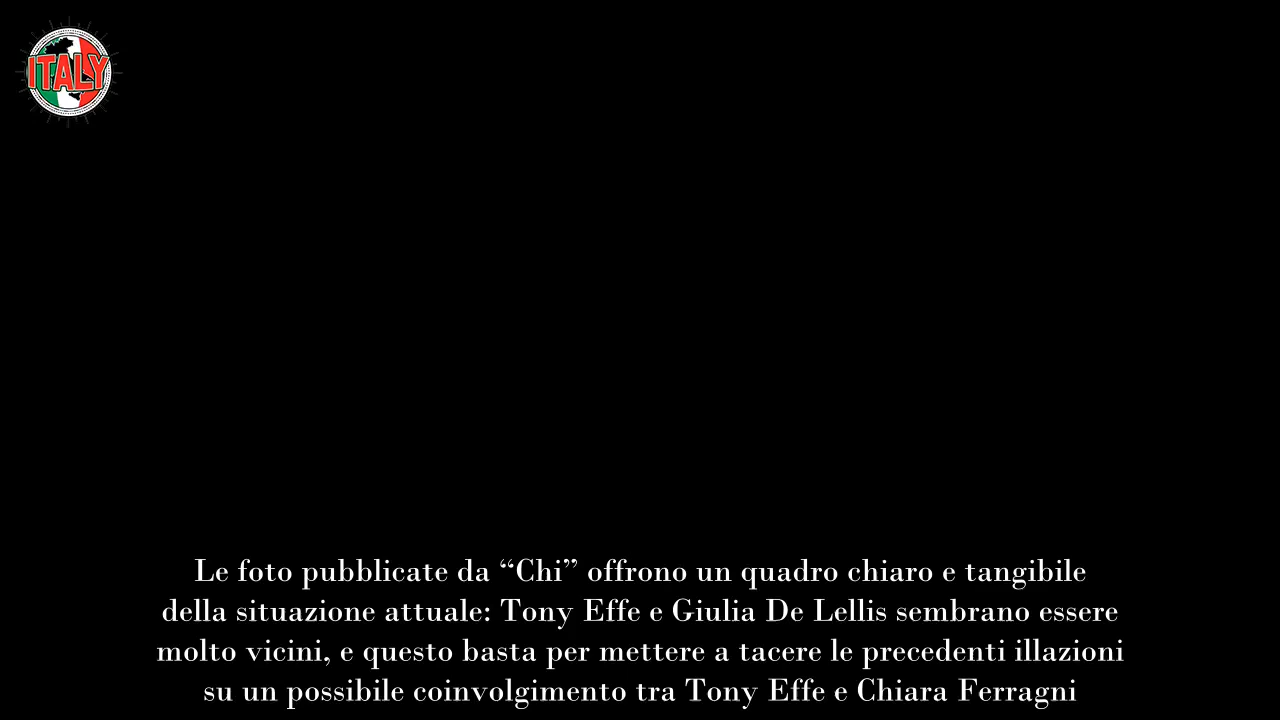 ITALY
Le foto pubblicate da “Chi” offrono un quadro chiaro e tangibile
della situazione attuale: Tony Effe e Giulia De Lellis sembrano essere
molto vicini, e questo basta per mettere a tacere le precedenti illazioni
su un possibile coinvolgimento tra Tony Effe e Chiara Ferragni